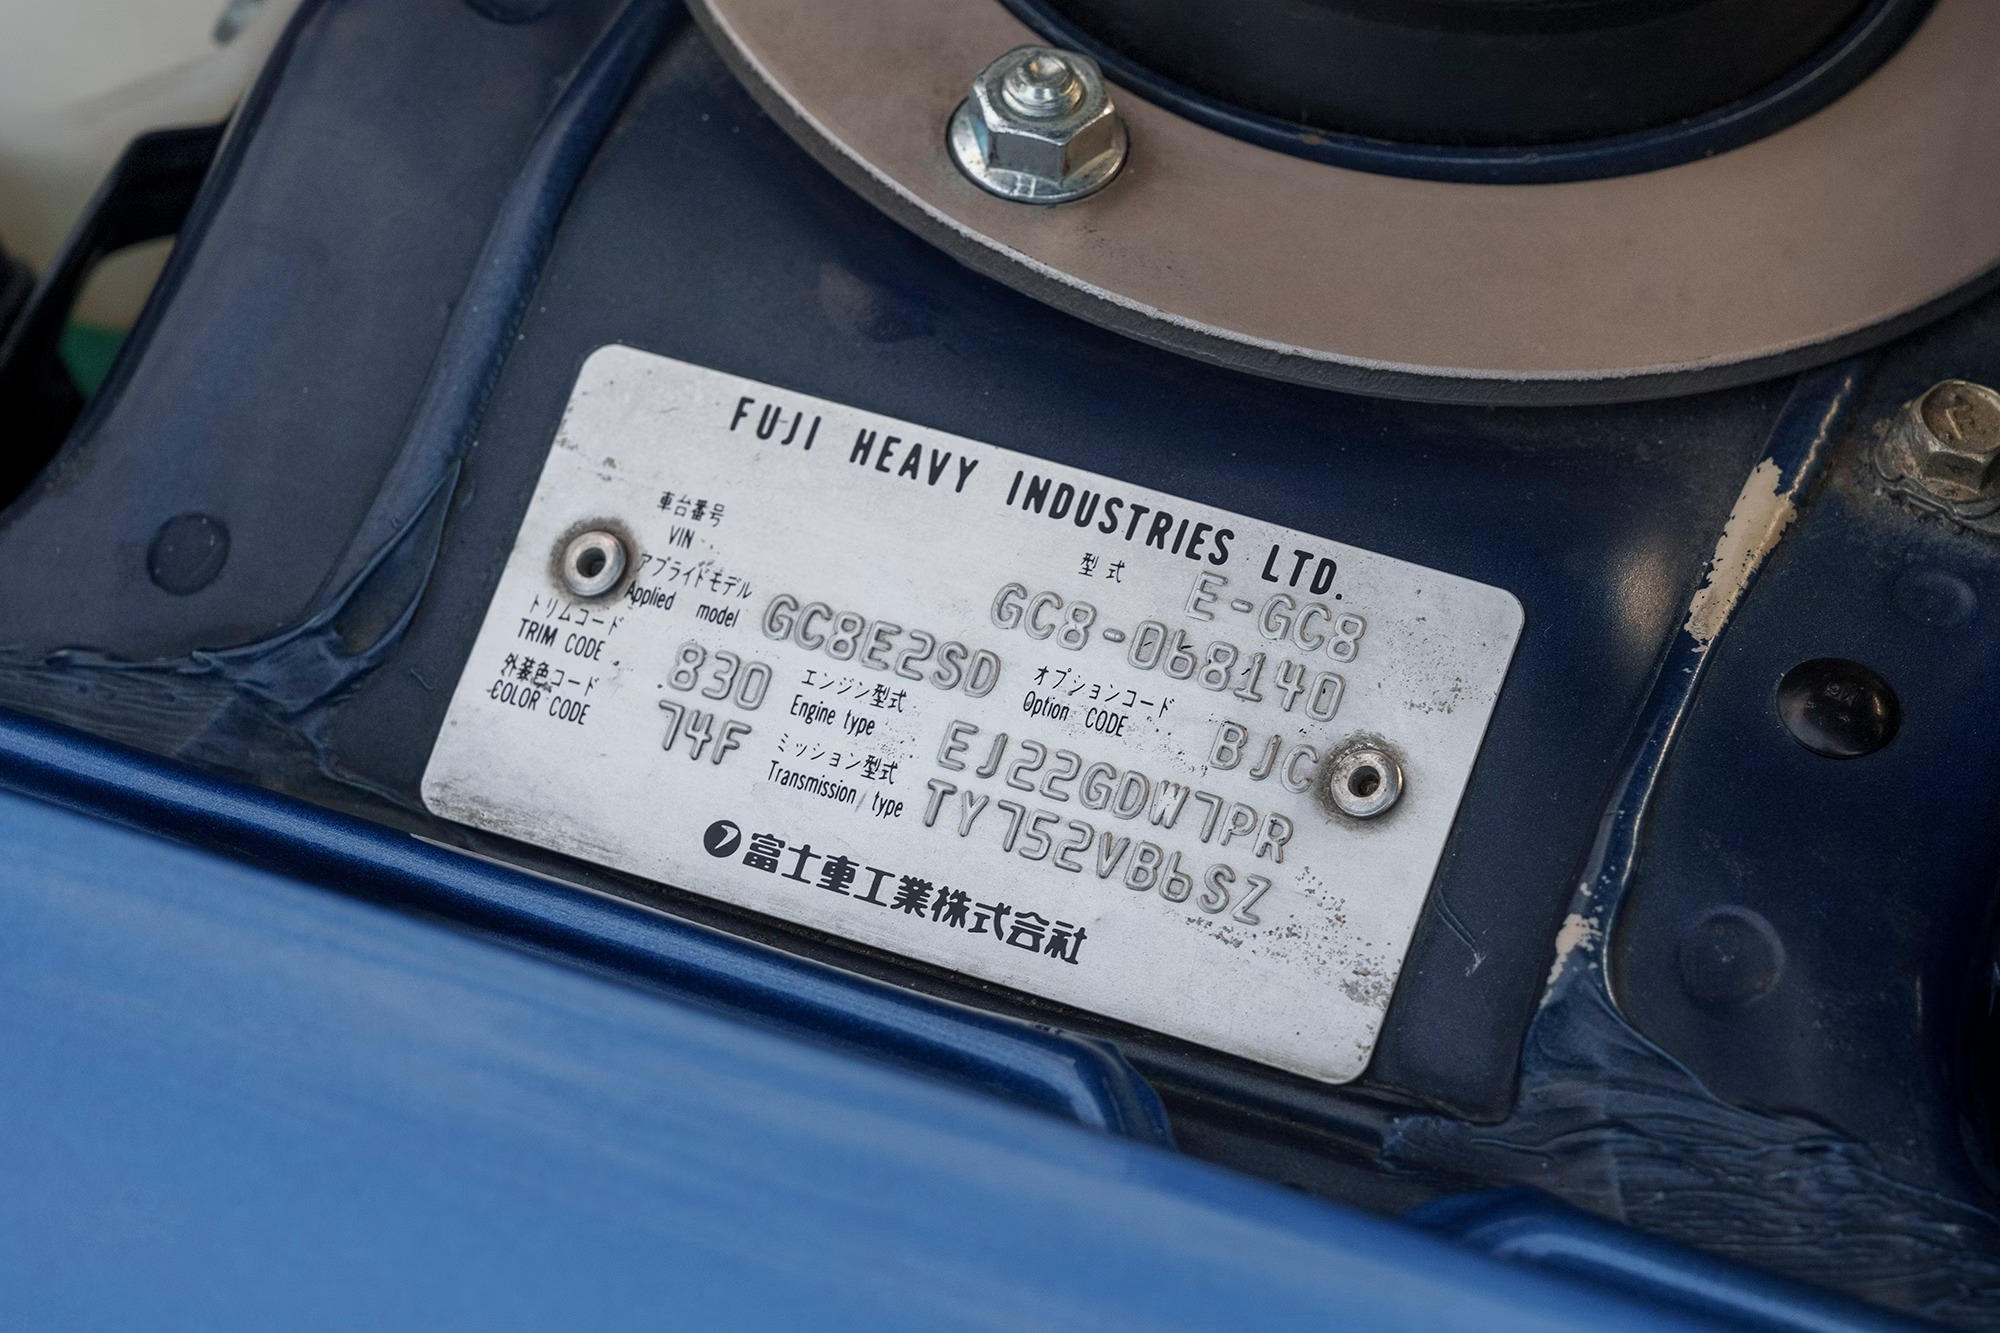 FUJI HEAVY INDUSTRIES LTD.
型式 E-GC8
車台番号
VIN GC8-068140
アプライドモデル
Applied model GC8E2SD
オプションコード
Option CODE BJC
トリムコード
TRIM CODE 830
エンジン型式
Engine type EJ22GDW7PR
外装色コード
COLOR CODE 74F
ミッション型式
Transmission type TY752VB6SZ
富士重工業株式会社